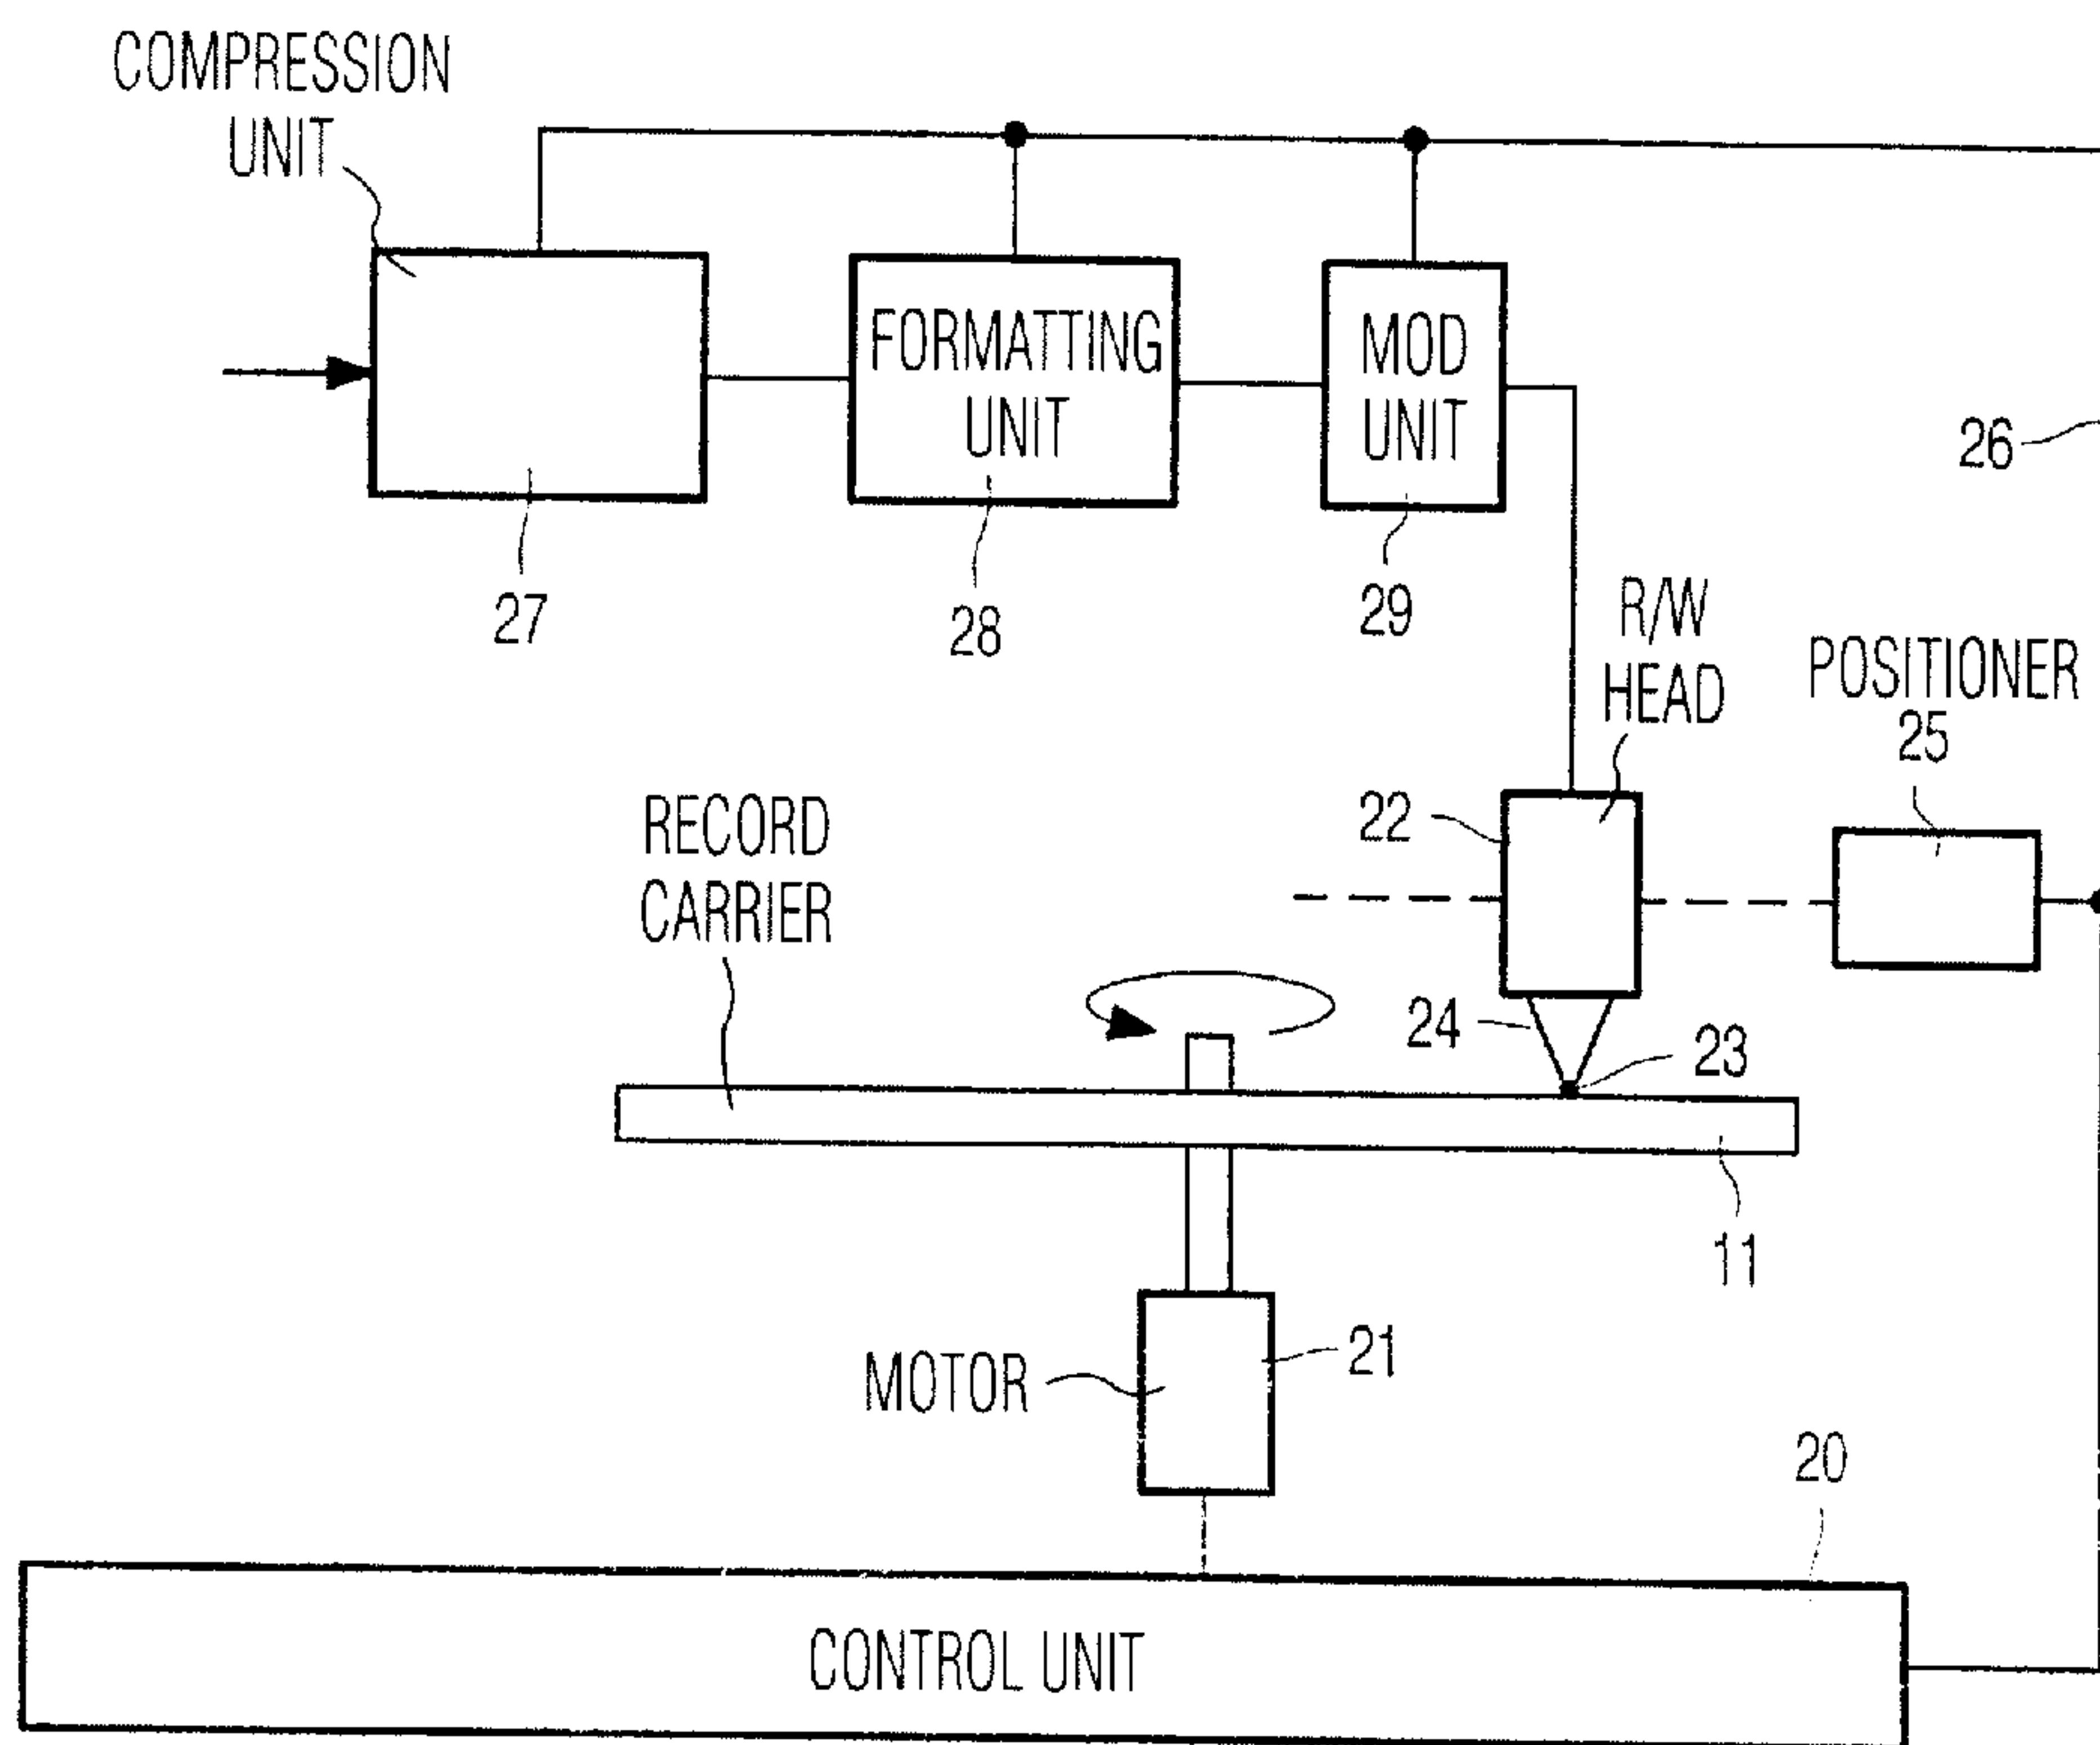 COMPRESSION
UNIT
FORMATTING
UNIT
MOD
UNIT
26
27
28
29
R/W
HEAD
POSITIONER
25
RECORD
CARRIER
22
24
23
11
MOTOR
21
20
CONTROL UNIT